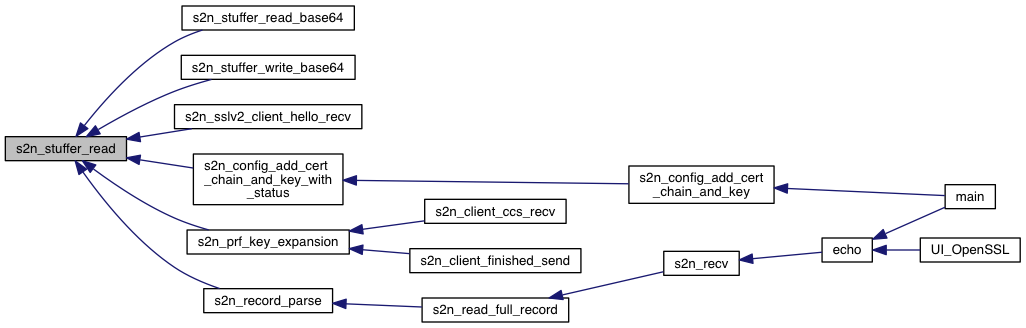 s2n_stuffer_read_base64
s2n_stuffer_write_base64
s2n_sslv2_client_hello_recv
s2n_stuffer_read
s2n_config_add_cert
_chain_and_key_with
_status
s2n_config_add_cert
_chain_and_key
main
s2n_client_ccs_recv
s2n_prf_key_expansion
s2n_client_finished_send
s2n_recv
echo
UI_OpenSSL
s2n_record_parse
s2n_read_full_record